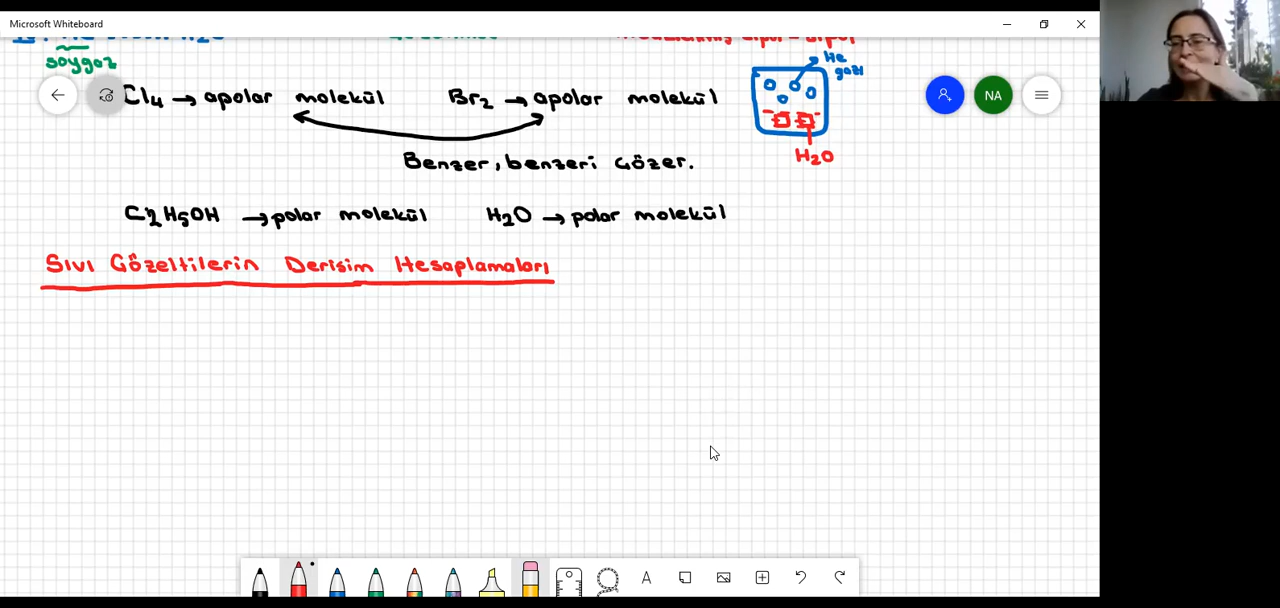 Microsoft Whiteboard
soygaz
He
gazı
Cl4 → apolar molekül Br2 → apolar molekül
H2O
Benzer, benzeri Çözer.
C2H5OH → polar molekül H2O → polar molekül
Sıvı Çözeltilerin Derişim Hesaplamaları
NA
A